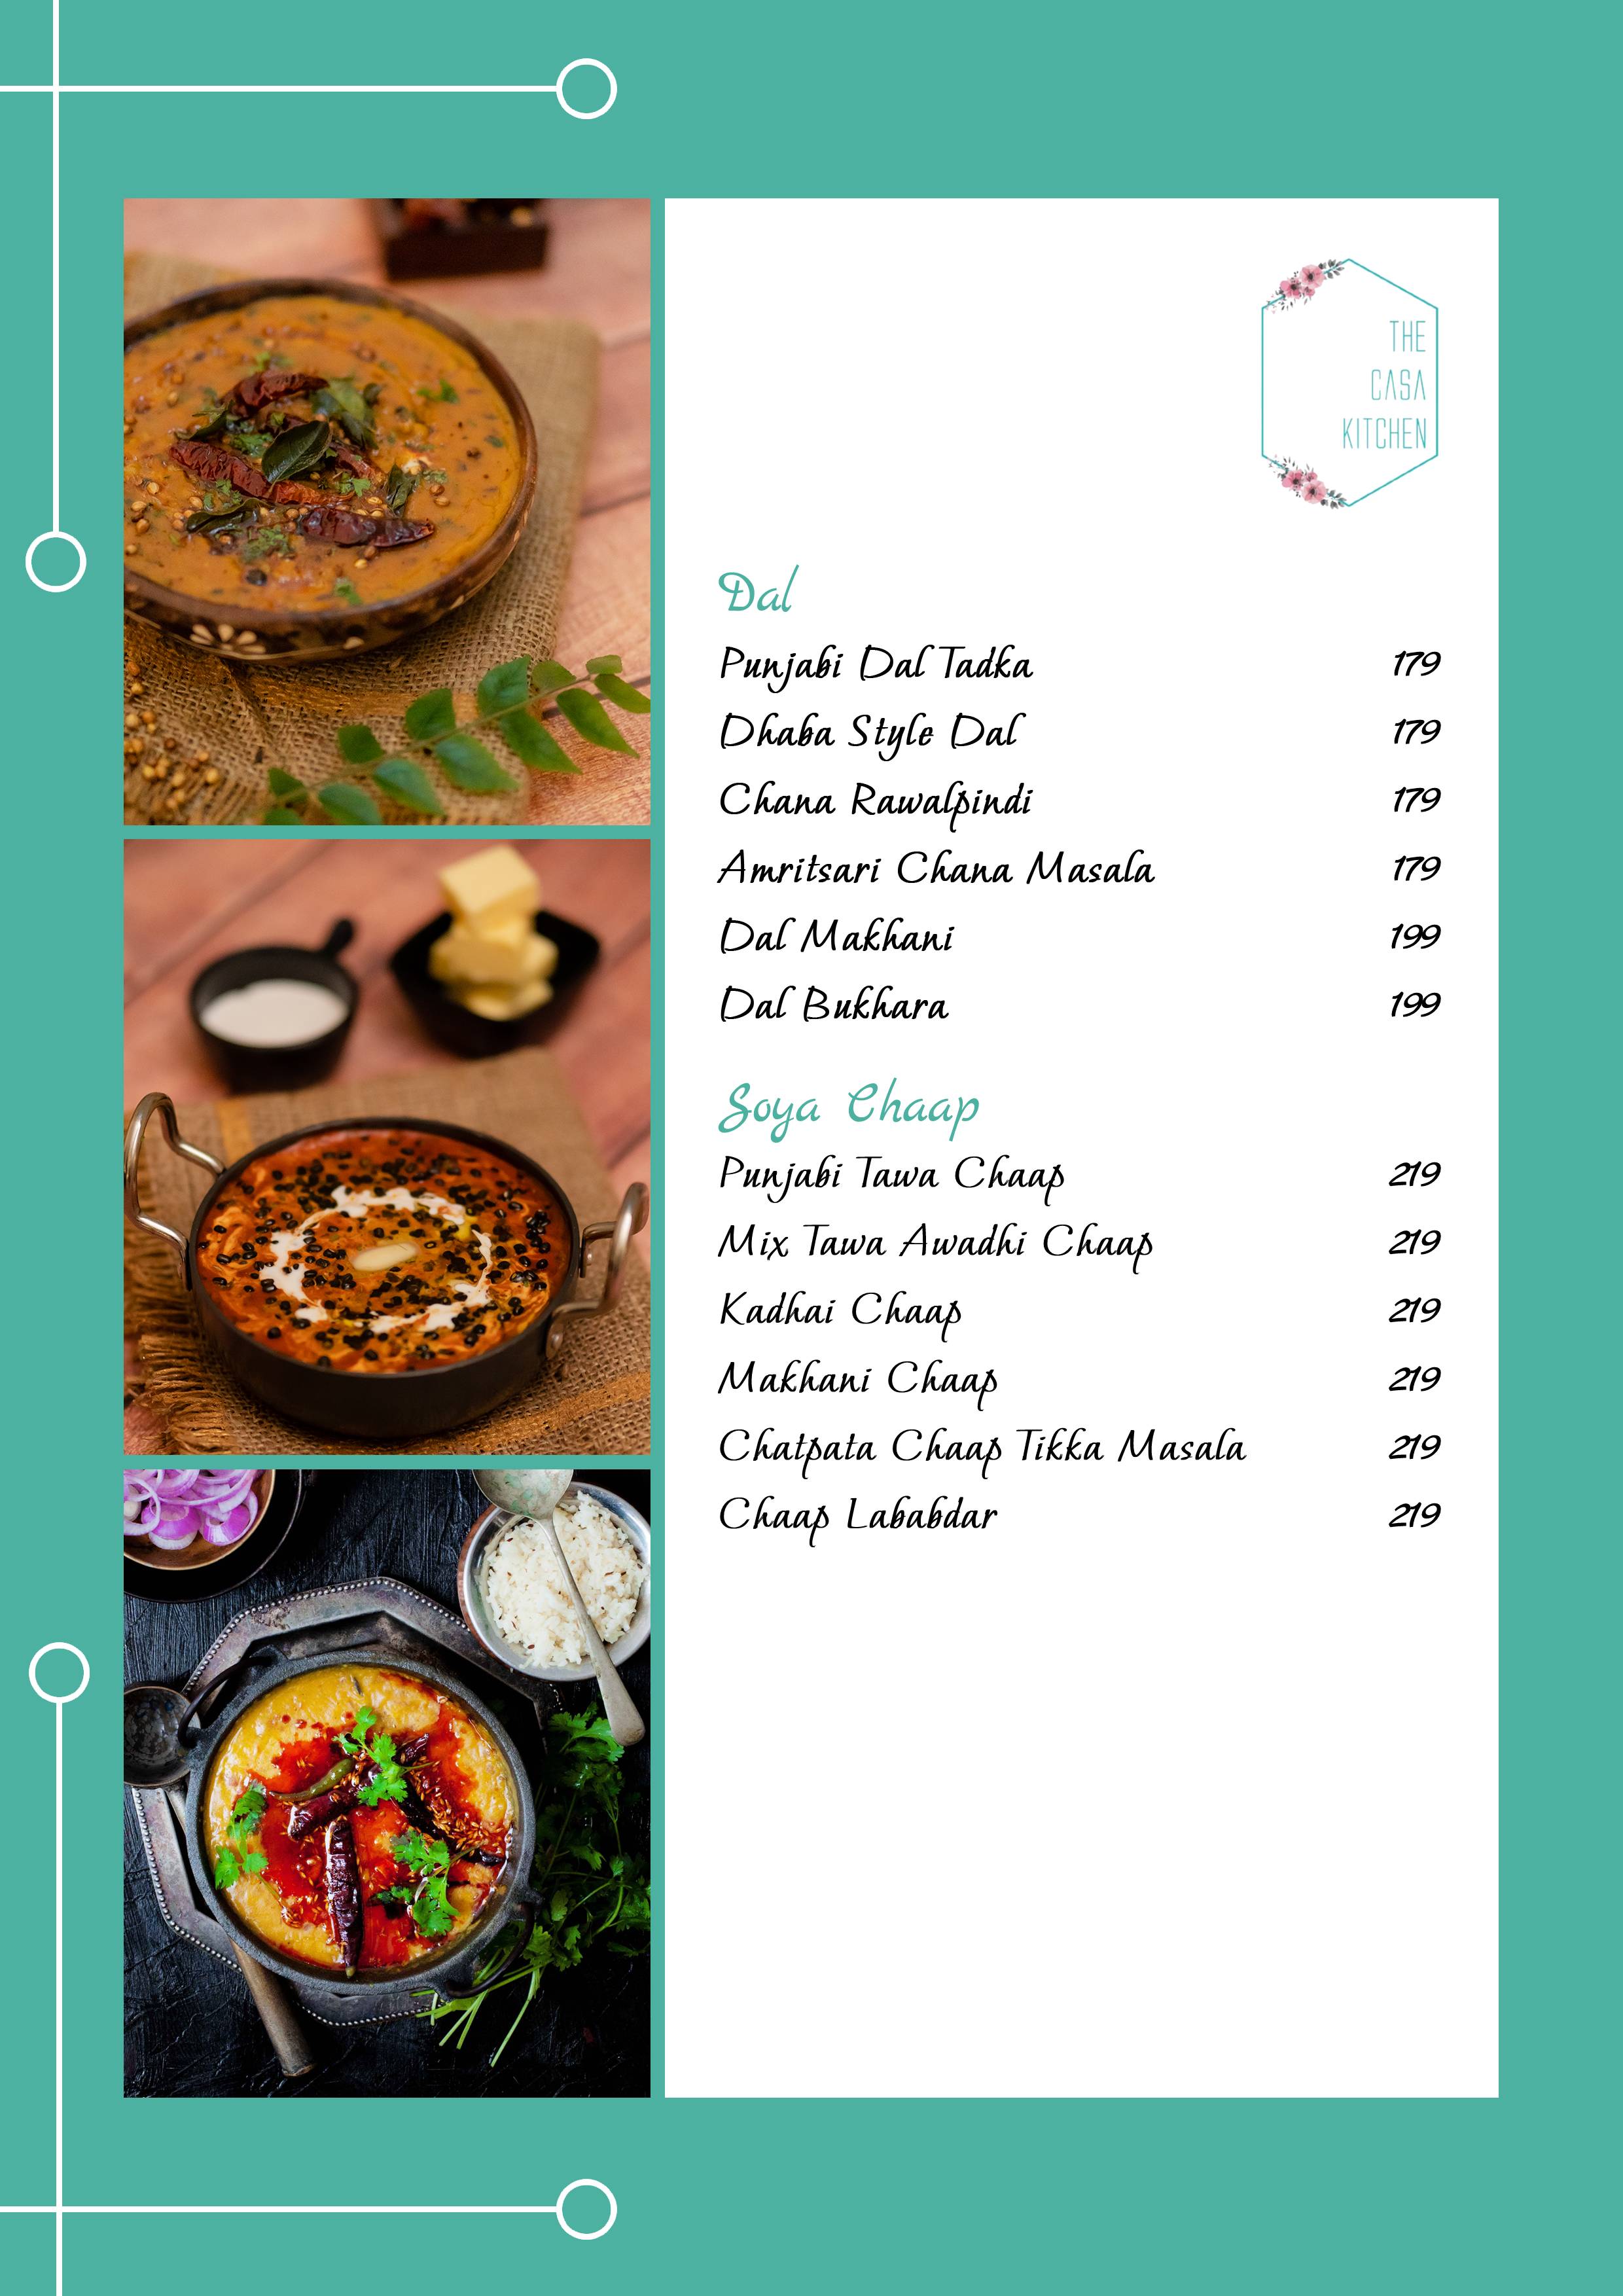 THE
CASA
KITCHEN
Dal
Punjabi Dal Tadka 179
Dhaba Style Dal 179
Chana Rawalpindi 179
Amritsari Chana Masala 179
Dal Makhani 199
Dal Bukhara 199
Soya Chaap
Punjabi Tawa Chaap 219
Mix Tawa Awadhi Chaap 219
Kadhai Chaap 219
Makhani Chaap 219
Chatpata Chaap Tikka Masala 219
Chaap Lababdar 219